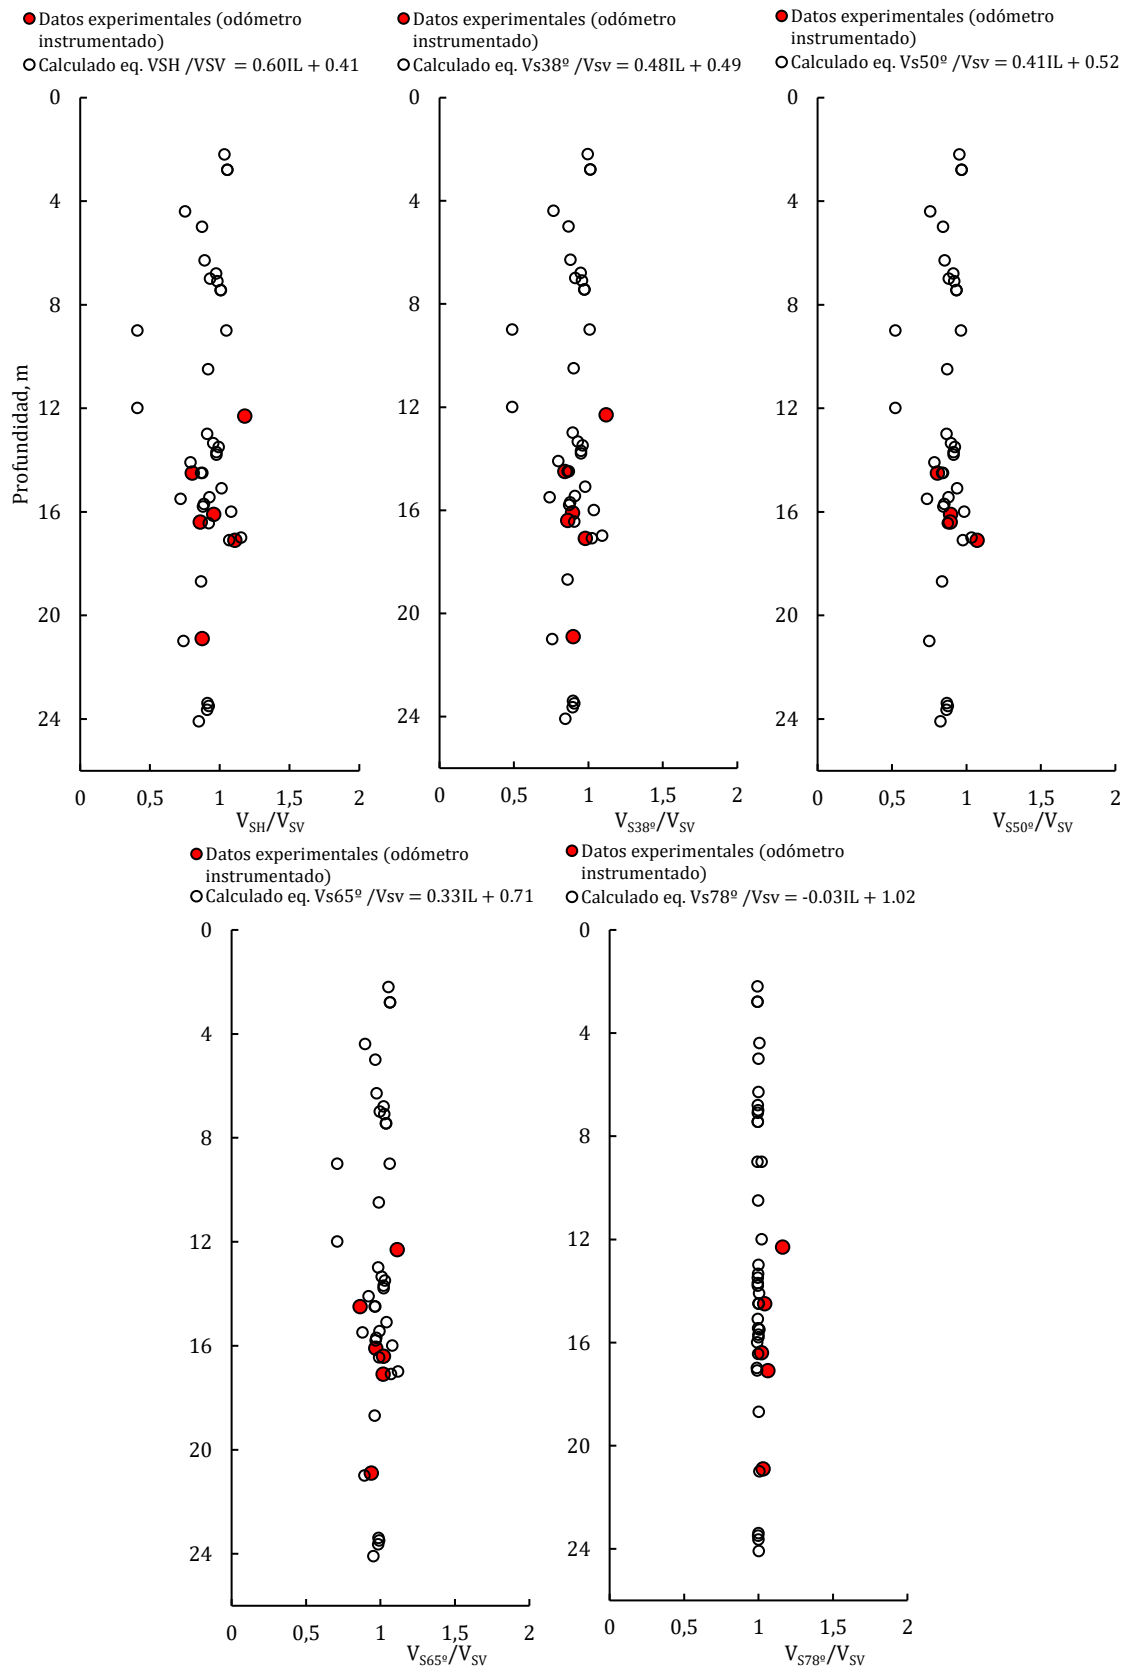 Datos experimentales (odómetro
instrumentado)
Calculado eq. VSH /VSV = 0.60IL + 0.41
Datos experimentales (odómetro
instrumentado)
Calculado eq. Vs38º /Vsv = 0.48IL + 0.49
Datos experimentales (odómetro
instrumentado)
Calculado eq. Vs50º /Vsv = 0.41IL + 0.52
Profundidad, m
0
4
8
12
16
20
24
0 0,5 1 1,5 2
VSH/VSV
0
4
8
12
16
20
24
0 0,5 1 1,5 2
VS38º/VSV
0
4
8
12
16
20
24
0 0,5 1 1,5 2
VS50º/VSV
Datos experimentales (odómetro
instrumentado)
Calculado eq. Vs65º /Vsv = 0.33IL + 0.71
Datos experimentales (odómetro
instrumentado)
Calculado eq. Vs78º /Vsv = -0.03IL + 1.02
0
4
8
12
16
20
24
0 0,5 1 1,5 2
VS65º/VSV
0
4
8
12
16
20
24
0 0,5 1 1,5 2
VS78º/VSV